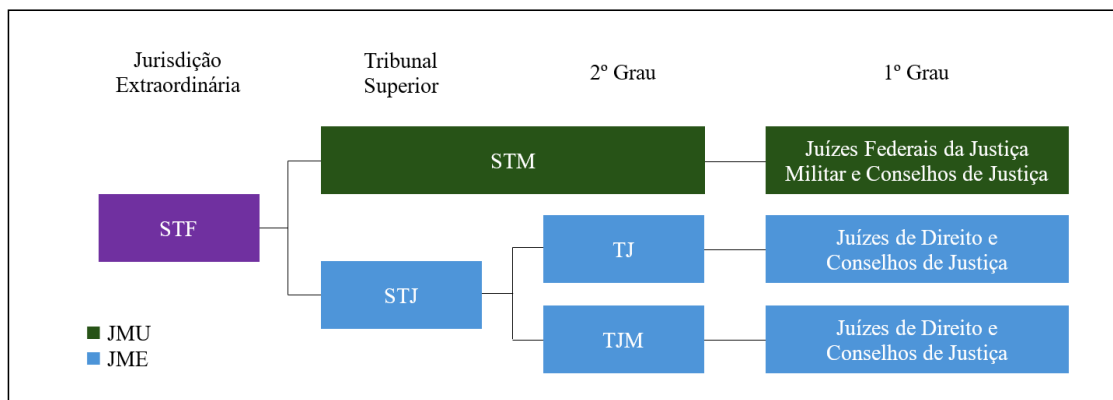 Jurisdição
Extraordinária
Tribunal
Superior
2º Grau
1º Grau
STM
Juízes Federais da Justiça
Militar e Conselhos de Justiça
STF
TJ
Juízes de Direito e
Conselhos de Justiça
STJ
TJM
Juízes de Direito e
Conselhos de Justiça
JMU
JME